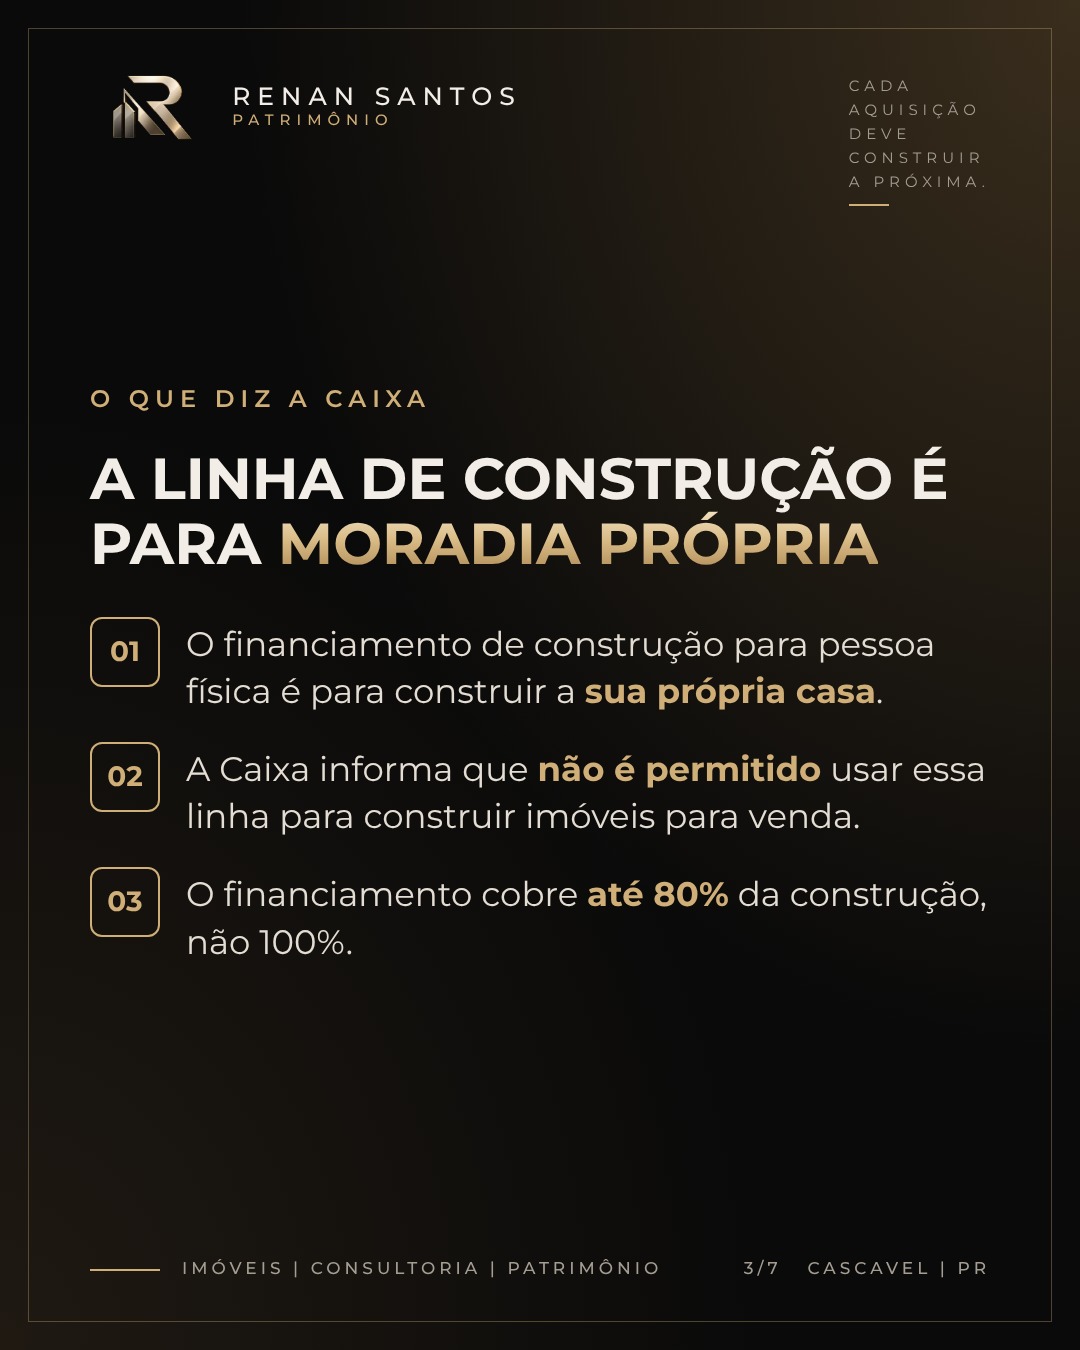 RENAN SANTOS
PATRIMÔNIO
CADA
AQUISIÇÃO
DEVE
CONSTRUIR
A PRÓXIMA.
O QUE DIZ A CAIXA
A LINHA DE CONSTRUÇÃO É
PARA MORADIA PRÓPRIA
01
O financiamento de construção para pessoa
física é para construir a sua própria casa.
02
A Caixa informa que não é permitido usar essa
linha para construir imóveis para venda.
03
O financiamento cobre até 80% da construção,
não 100%.
IMÓVEIS | CONSULTORIA | PATRIMÔNIO
3/7 CASCAVEL | PR